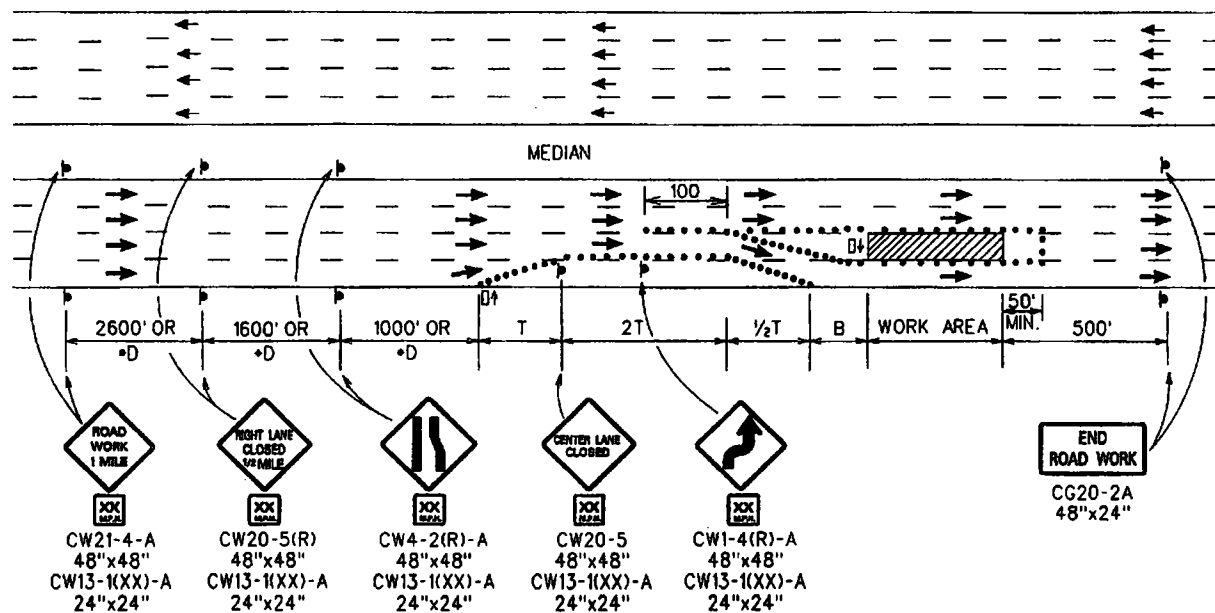 MEDIAN
100
2600' OR
•D
1600' OR
+D
1000' OR
•D
T
2T
½T
B
WORK AREA
50'
MIN.
500'
ROAD
WORK
1 MILE
XX
M.P.H.
CW21-4-A
48"x48"
CW13-1(XX)-A
24"x24"
RIGHT LANE
CLOSED
1/2 MILE
XX
M.P.H.
CW20-5(R)
48"x48"
CW13-1(XX)-A
24"x24"
XX
M.P.H.
CW4-2(R)-A
48"x48"
CW13-1(XX)-A
24"x24"
CENTER LANE
CLOSED
XX
M.P.H.
CW20-5
48"x48"
CW13-1(XX)-A
24"x24"
XX
M.P.H.
CW1-4(R)-A
48"x48"
CW13-1(XX)-A
24"x24"
END
ROAD WORK
CG20-2A
48"x24"